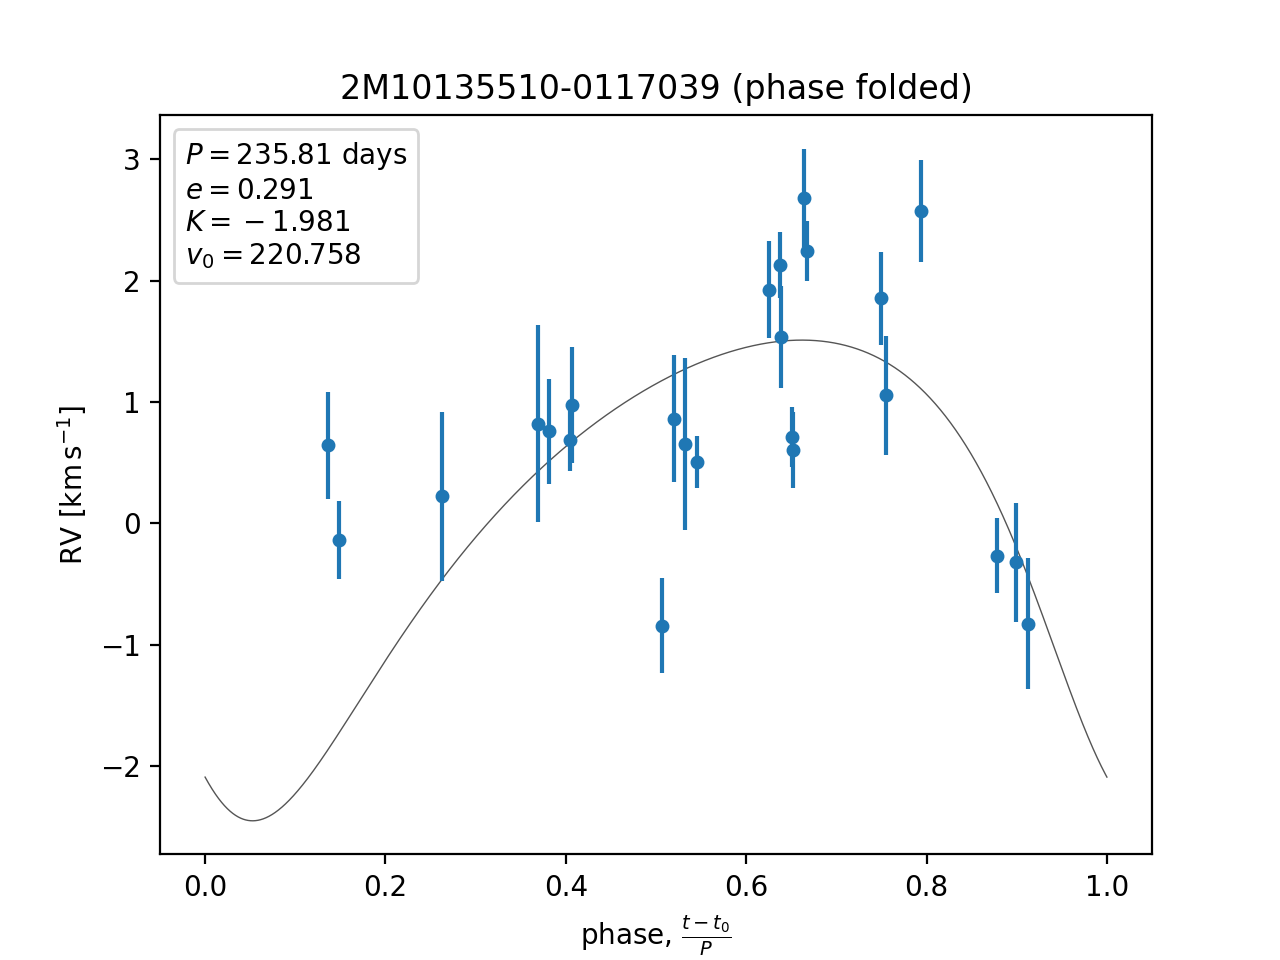 2M10135510-0117039 (phase folded)
P = 235.81 days
e = 0.291
K = −1.981
v₀ = 220.758
3
2
1
0
−1
−2
RV [km s⁻¹]
0.0 0.2 0.4 0.6 0.8 1.0
phase, (t − t₀)/P